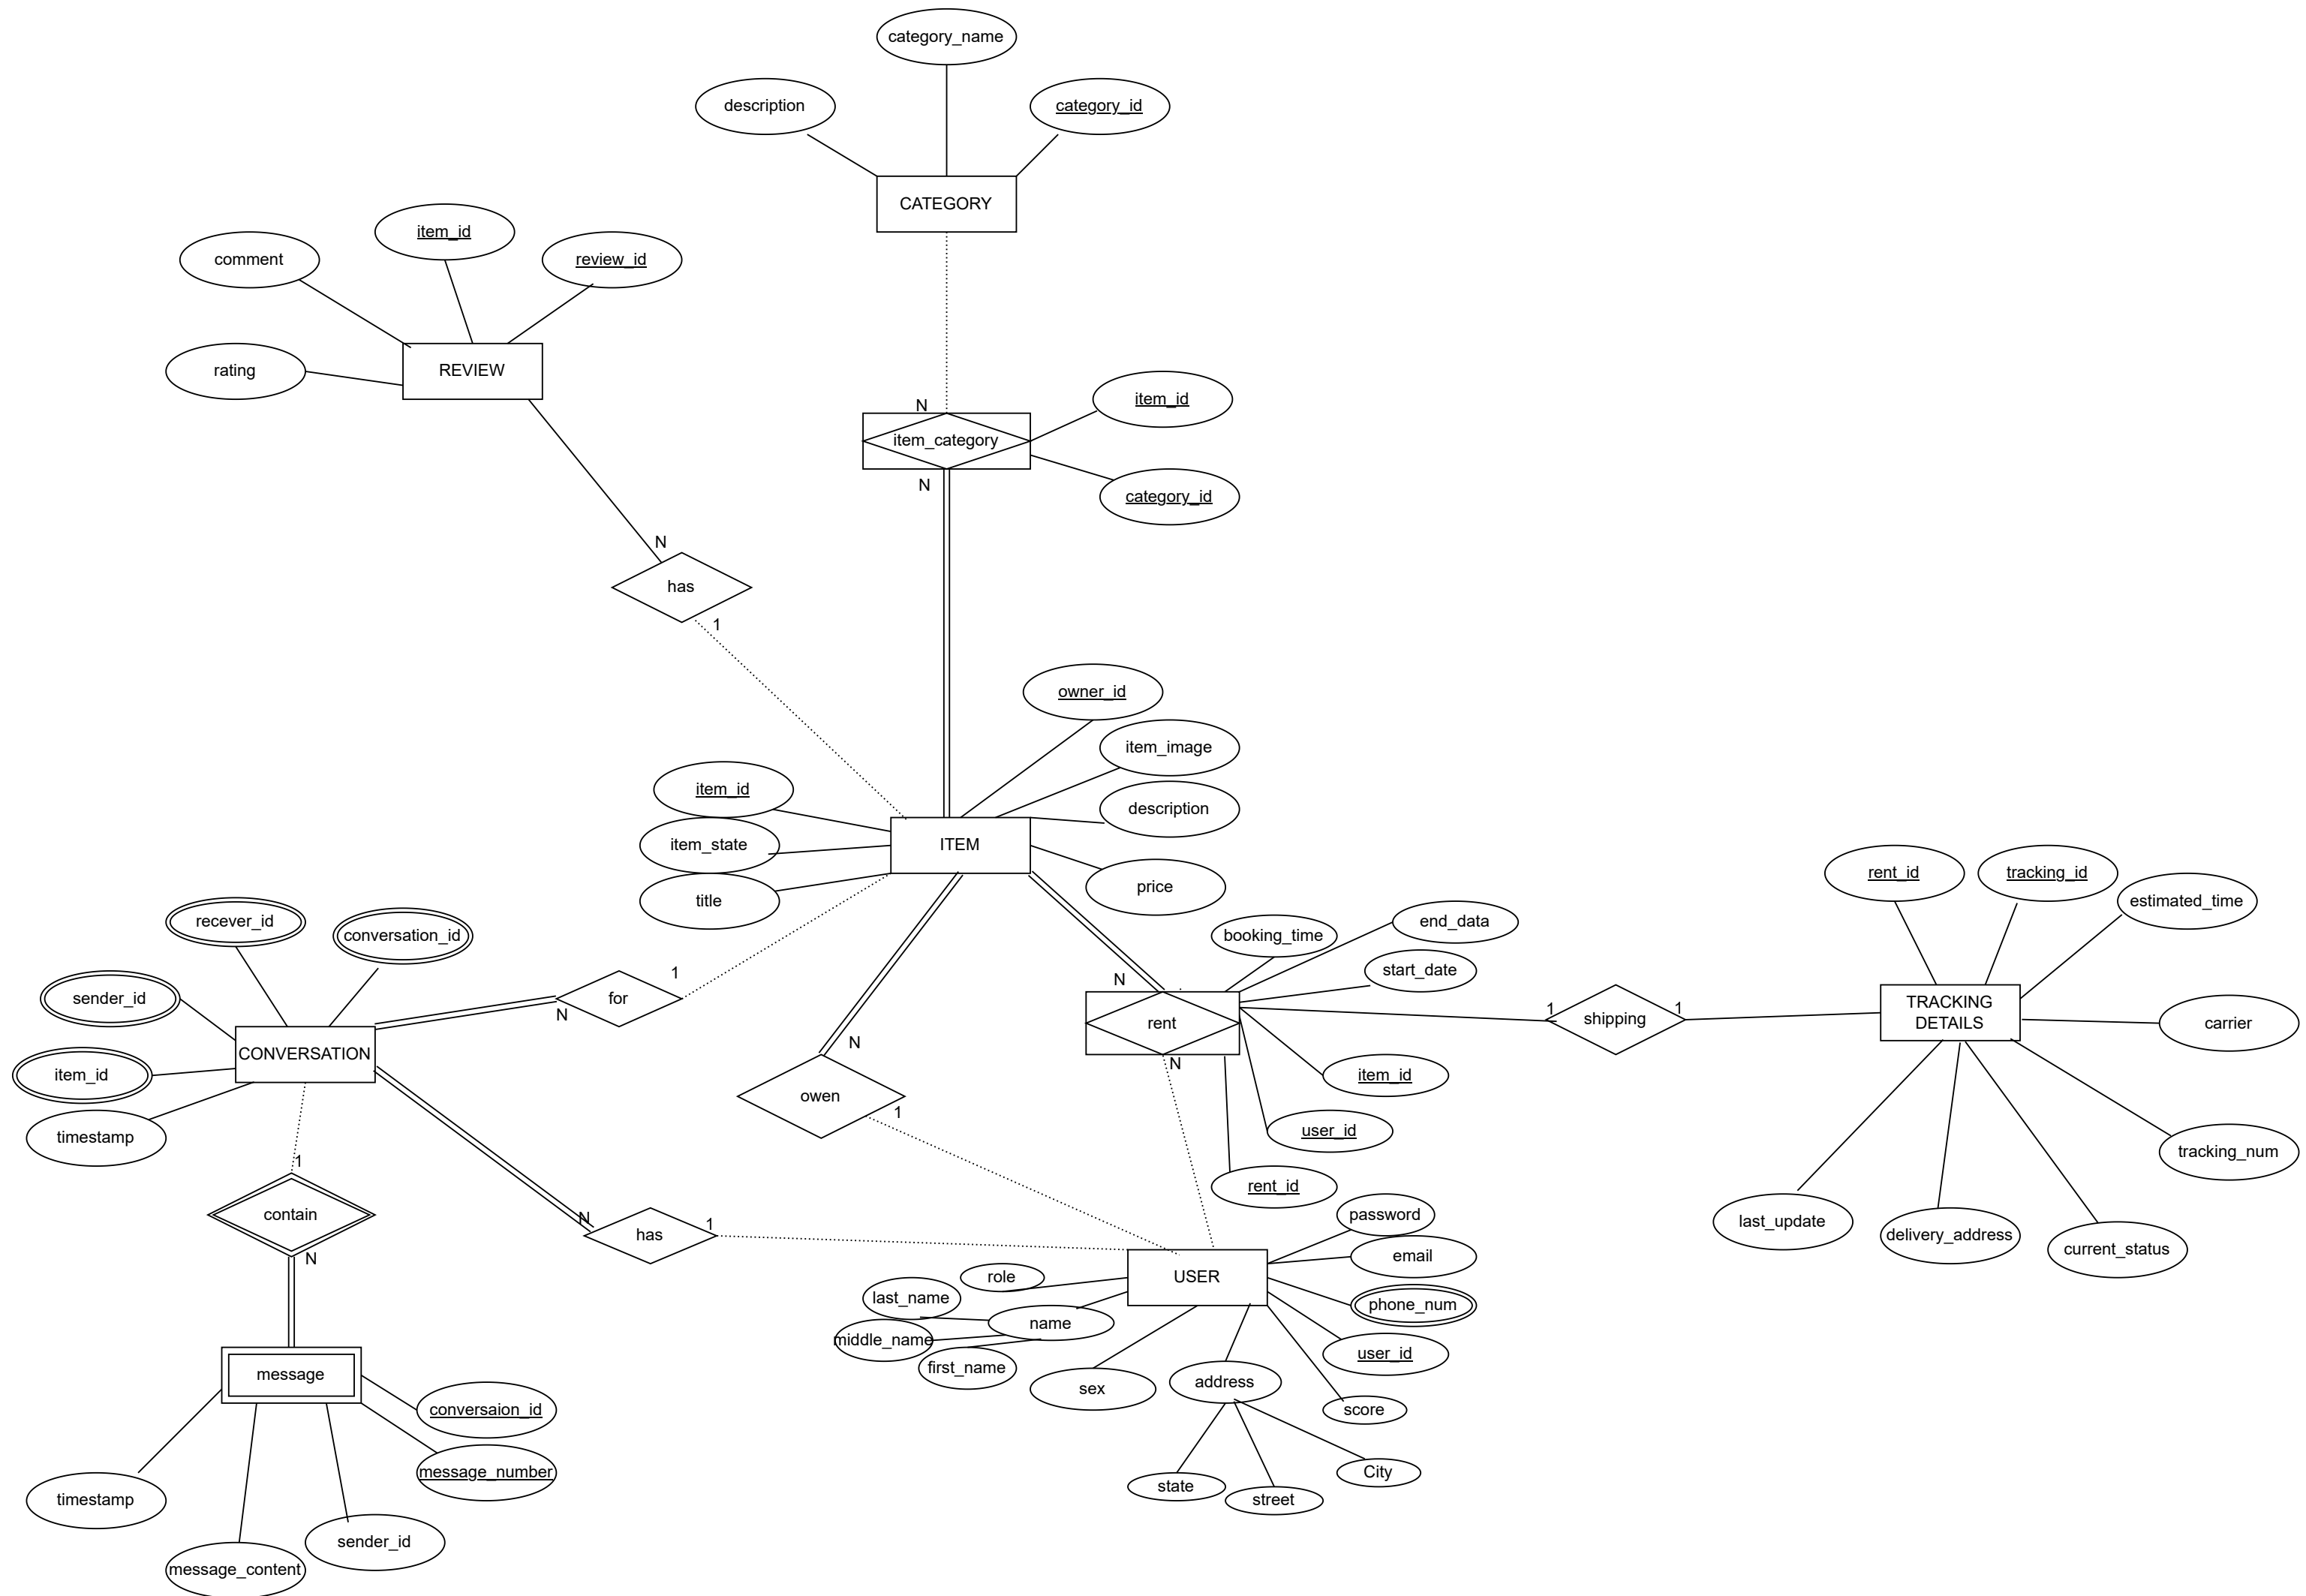 category_name
description
category_id
CATEGORY
item_id
comment
review_id
rating
REVIEW
item_id
N
item_category
N
category_id
N
has
1
owner_id
item_image
item_id
description
item_state
ITEM
title
price
rent_id
tracking_id
estimated_time
recever_id
conversation_id
booking_time
end_data
start_date
sender_id
1
for
N
N
rent
N
1
shipping
1
TRACKING
DETAILS
carrier
CONVERSATION
item_id
timestamp
N
owen
1
item_id
user_id
rent_id
tracking_num
last_update
delivery_address
current_status
1
contain
N
N
has
1
password
email
phone_num
user_id
score
USER
role
last_name
name
middle_name
first_name
sex
address
state
street
City
message
conversaion_id
message_number
timestamp
sender_id
message_content